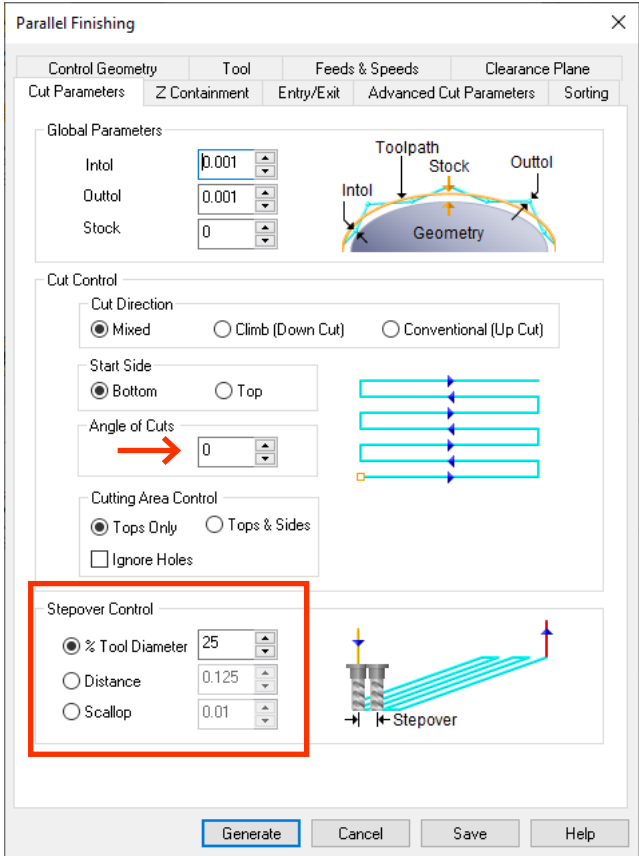 Parallel Finishing
Control Geometry Tool Feeds & Speeds Clearance Plane
Cut Parameters Z Containment Entry/Exit Advanced Cut Parameters Sorting
Global Parameters
Intol 0.001
Outtol 0.001
Stock 0
Toolpath
Stock
Outtol
Intol
Geometry
Cut Control
Cut Direction
Mixed Climb (Down Cut) Conventional (Up Cut)
Start Side
Bottom Top
Angle of Cuts
0
Cutting Area Control
Tops Only Tops & Sides
Ignore Holes
Stepover Control
% Tool Diameter 25
Distance 0.125
Scallop 0.01
Stepover
Generate Cancel Save Help